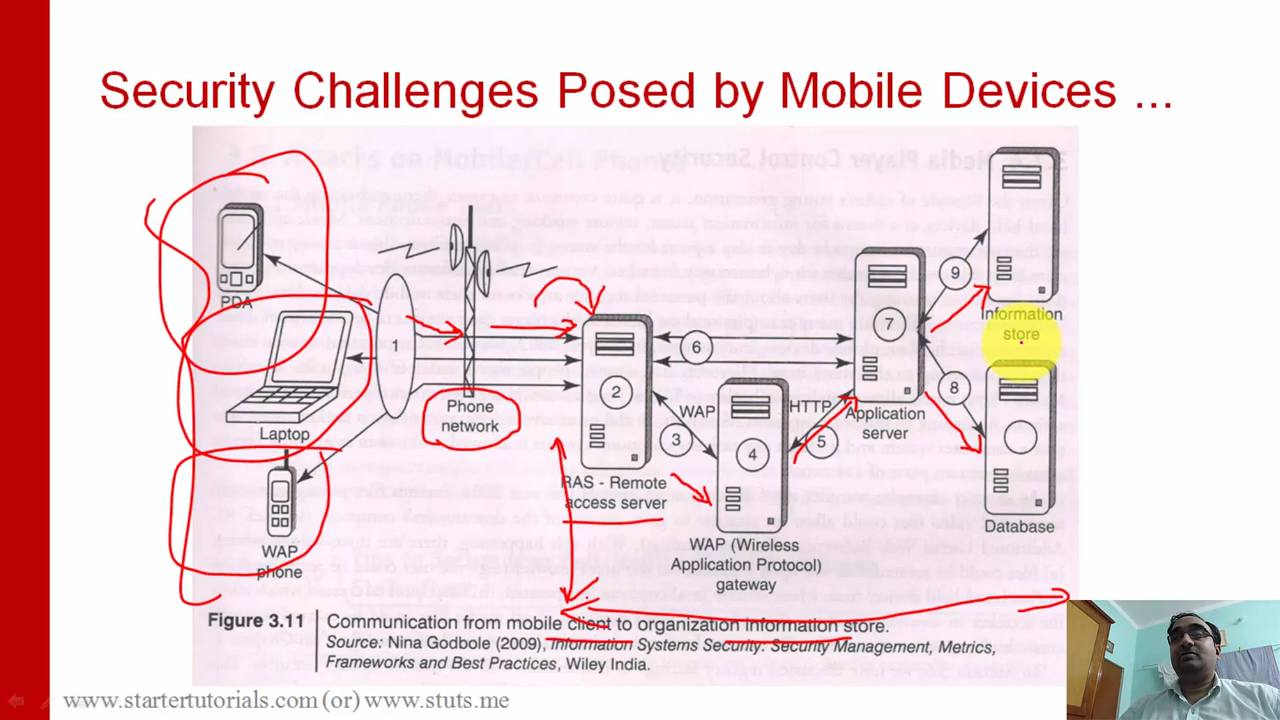 Security Challenges Posed by Mobile Devices ...
PDA
1
Laptop
WAP
phone
Phone
network
2
RAS - Remote
access server
6
WAP
3
4
HTTP
5
WAP (Wireless
Application Protocol)
gateway
7
Application
server
9
8
Information
store
Database
Figure 3.11
Communication from mobile client to organization information store.
Source: Nina Godbole (2009), Information Systems Security: Security Management, Metrics,
Frameworks and Best Practices, Wiley India.
www.startertutorials.com (or) www.stuts.me